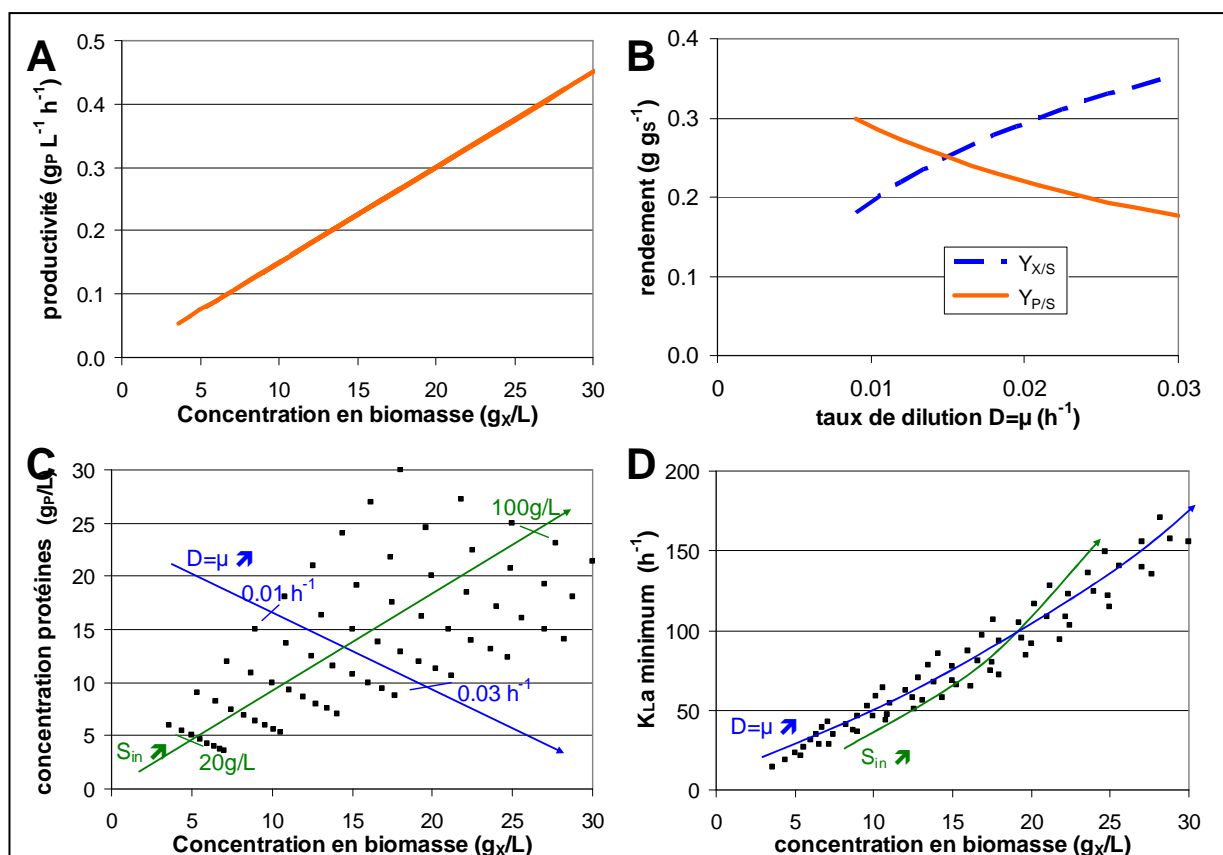 A
productivité (gP L-1 h-1)
0.5
0.4
0.3
0.2
0.1
0.0
0 5 10 15 20 25 30
Concentration en biomasse (gX/L)
B
rendement (g gs-1)
0.4
0.3
0.2
0.1
0.0
YX/S
YP/S
0 0.01 0.02 0.03
taux de dilution D=µ (h-1)
C
concentration protéines (gP/L)
30
25
20
15
10
5
0
D=µ
0.01 h-1
100g/L
0.03 h-1
Sin
20g/L
0 5 10 15 20 25 30
Concentration en biomasse (gX/L)
D
KLa minimum (h-1)
200
150
100
50
0
D=µ
Sin
0 5 10 15 20 25 30
concentration en biomasse (gX/L)